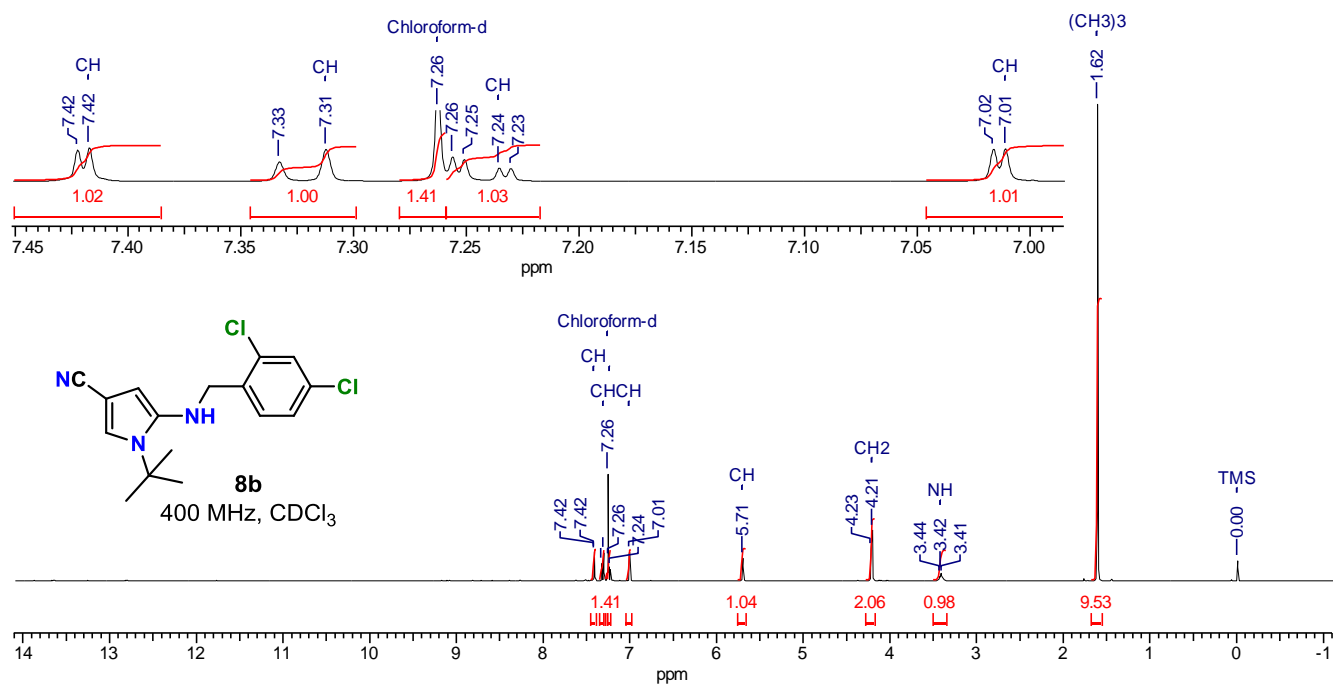 (CH3)3
Chloroform-d
1.62
CH
7.26
CH
CH
CH
7.42
7.42
7.33
7.31
7.26
7.25
7.24
7.23
7.02
7.01
1.02
1.00
1.41
1.03
1.01
7.45
7.40
7.35
7.30
7.25
7.20
7.15
7.10
7.05
7.00
ppm
Chloroform-d
CH
CH
CH
7.26
Cl
Cl
NC
NH
N
8b
400 MHz, CDCl₃
7.42
7.42
7.26
7.24
7.01
CH
5.71
CH2
4.23
4.21
NH
3.44
3.42
3.41
TMS
0.00
1.41
1.04
2.06
0.98
9.53
14
13
12
11
10
9
8
7
6
5
4
3
2
1
0
-1
ppm